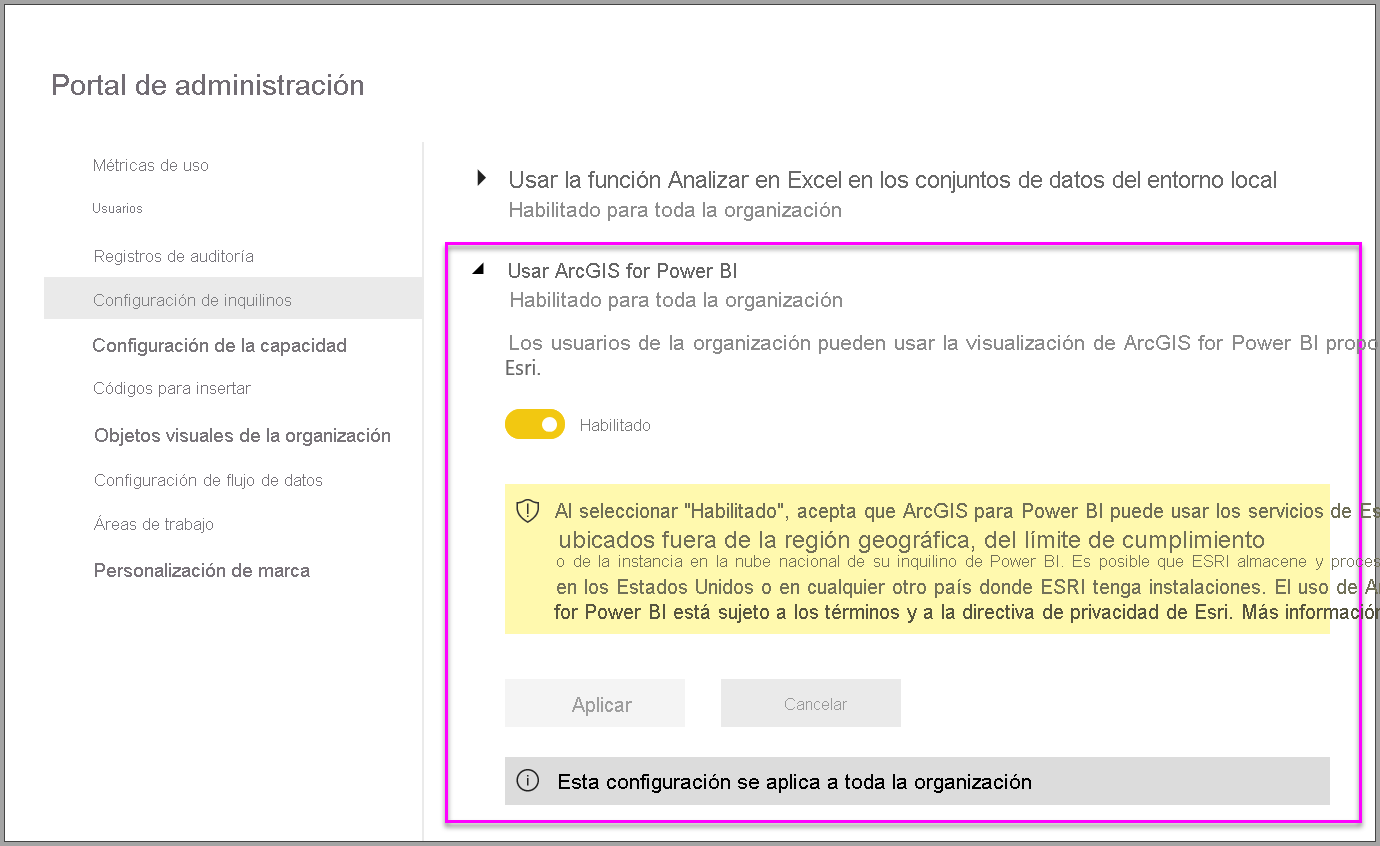 Portal de administración
Métricas de uso
Usuarios
Registros de auditoría
Configuración de inquilinos
Configuración de la capacidad
Códigos para insertar
Objetos visuales de la organización
Configuración de flujo de datos
Áreas de trabajo
Personalización de marca
Usar la función Analizar en Excel en los conjuntos de datos del entorno local
Habilitado para toda la organización
Usar ArcGIS for Power BI
Habilitado para toda la organización
Los usuarios de la organización pueden usar la visualización de ArcGIS for Power BI
Esri.
Habilitado
Al seleccionar "Habilitado", acepta que ArcGIS para Power BI puede usar los servicios de
ubicados fuera de la región geográfica, del límite de cumplimiento
o de la instancia en la nube nacional de su inquilino de Power BI. Es posible que ESRI almacene y
en los Estados Unidos o en cualquier otro país donde ESRI tenga instalaciones. El uso de
for Power BI está sujeto a los términos y a la directiva de privacidad de Esri. Más información
Aplicar
Cancelar
Esta configuración se aplica a toda la organización